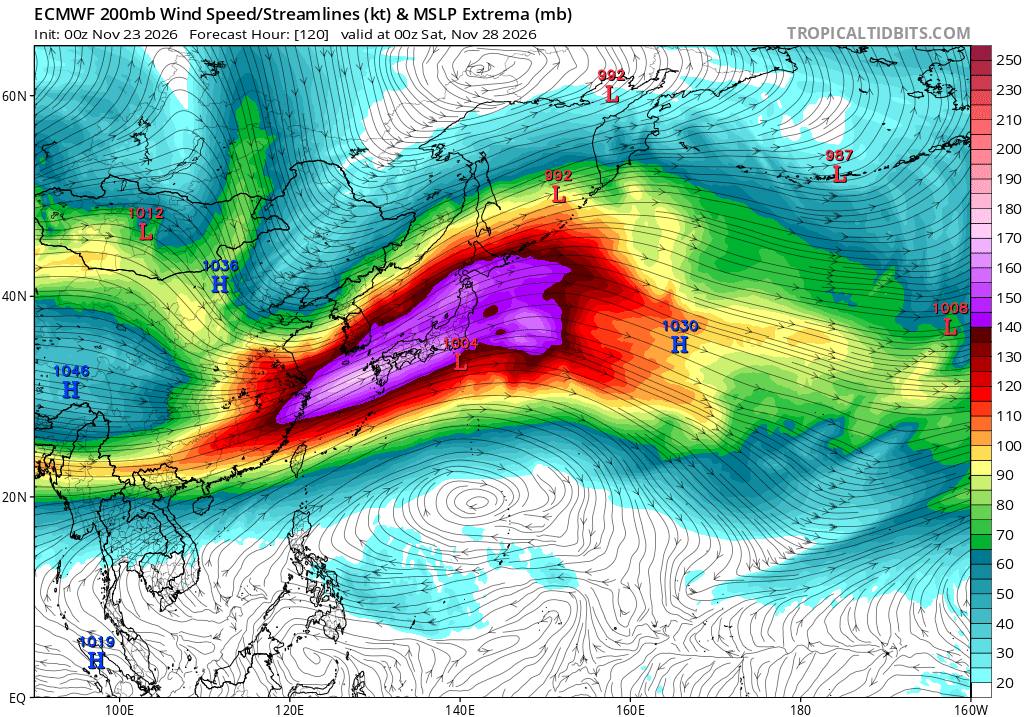 ECMWF 200mb Wind Speed/Streamlines (kt) & MSLP Extrema (mb)
Init: 00z Nov 23 2026 Forecast Hour: [120] valid at 00z Sat, Nov 28 2026
TROPICALTIDBITS.COM
250
230
210
200
190
180
170
160
150
140
130
120
110
100
90
80
70
60
50
40
30
20
60N
40N
20N
EQ
992
L
987
L
992
L
1012
L
1036
H
1008
L
1030
H
1004
L
1046
H
1019
H
100E
120E
140E
160E
180
160W